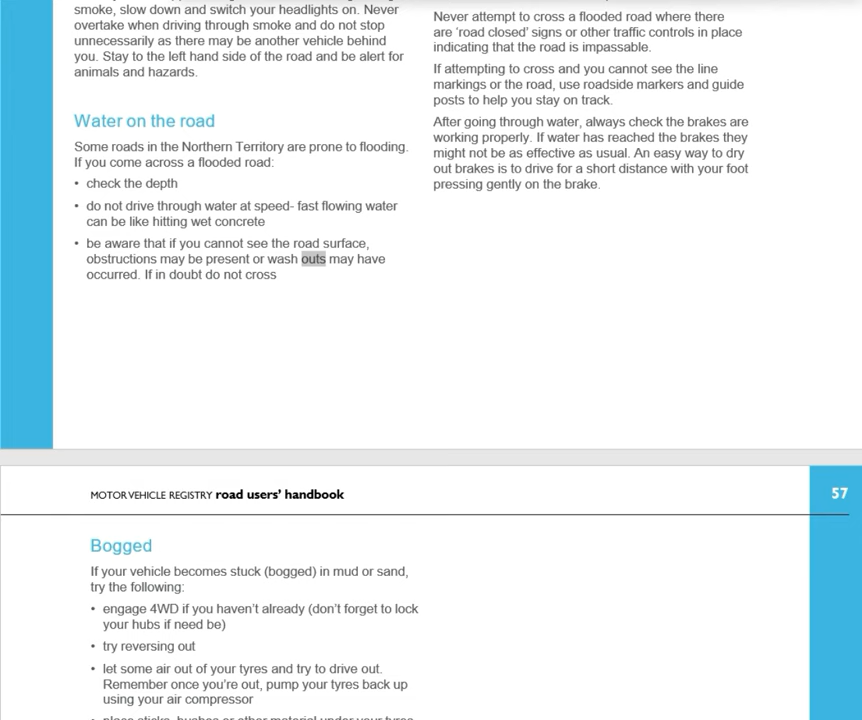 smoke, slow down and switch your headlights on. Never
overtake when driving through smoke and do not stop
unnecessarily as there may be another vehicle behind
you. Stay to the left hand side of the road and be alert for
animals and hazards.
Water on the road
Some roads in the Northern Territory are prone to flooding.
If you come across a flooded road:
• check the depth
• do not drive through water at speed- fast flowing water
can be like hitting wet concrete
• be aware that if you cannot see the road surface,
obstructions may be present or wash outs may have
occurred. If in doubt do not cross
Never attempt to cross a flooded road where there
are ‘road closed’ signs or other traffic controls in place
indicating that the road is impassable.
If attempting to cross and you cannot see the line
markings or the road, use roadside markers and guide
posts to help you stay on track.
After going through water, always check the brakes are
working properly. If water has reached the brakes they
might not be as effective as usual. An easy way to dry
out brakes is to drive for a short distance with your foot
pressing gently on the brake.
MOTOR VEHICLE REGISTRY road users’ handbook
57
Bogged
If your vehicle becomes stuck (bogged) in mud or sand,
try the following:
• engage 4WD if you haven’t already (don’t forget to lock
your hubs if need be)
• try reversing out
• let some air out of your tyres and try to drive out.
Remember once you’re out, pump your tyres back up
using your air compressor
• place sticks, bushes or other material under your tyres